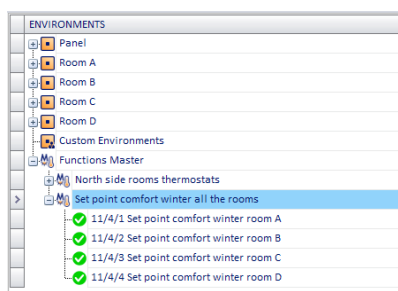 ENVIRONMENTS
Panel
Room A
Room B
Room C
Room D
Custom Environments
Functions Master
North side rooms thermostats
Set point comfort winter all the rooms
11/4/1 Set point comfort winter room A
11/4/2 Set point comfort winter room B
11/4/3 Set point comfort winter room C
11/4/4 Set point comfort winter room D